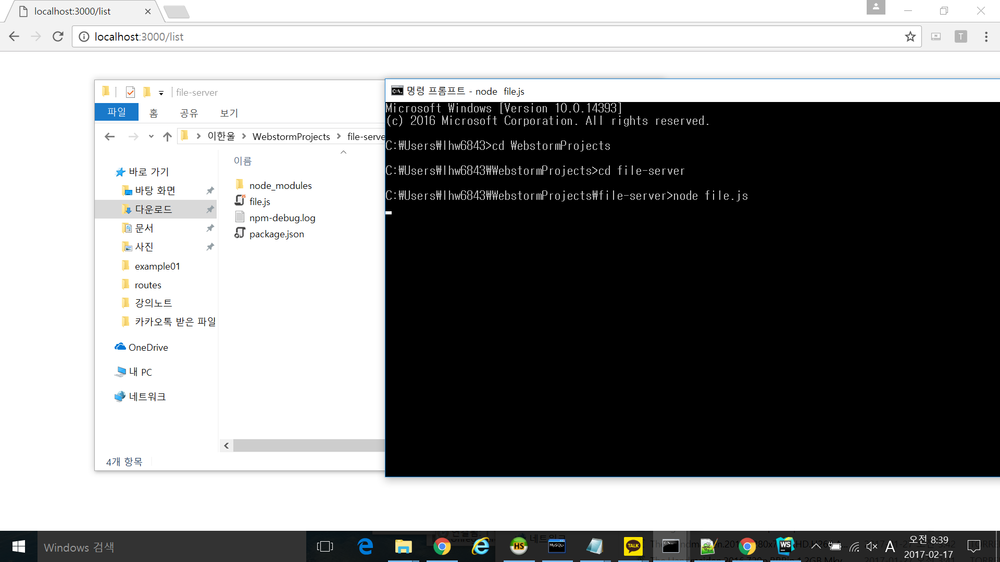 localhost:3000/list
localhost:3000/list
T
file-server
파일
홈
공유
보기
이한울
WebstormProjects
file-serve
이름
바로 가기
바탕 화면
다운로드
문서
사진
example01
routes
강의노트
카카오톡 받은 파일
OneDrive
내 PC
네트워크
node_modules
file.js
npm-debug.log
package.json
4개 항목
명령 프롬프트 - node  file.js
Microsoft Windows [Version 10.0.14393]
(c) 2016 Microsoft Corporation. All rights reserved.
C:₩Users₩lhw6843>cd WebstormProjects
C:₩Users₩lhw6843₩WebstormProjects>cd file-server
C:₩Users₩lhw6843₩WebstormProjects₩file-server>node file.js
Windows 검색
HS
MySQL
TALK
WS
A
오전 8:39
2017-02-17